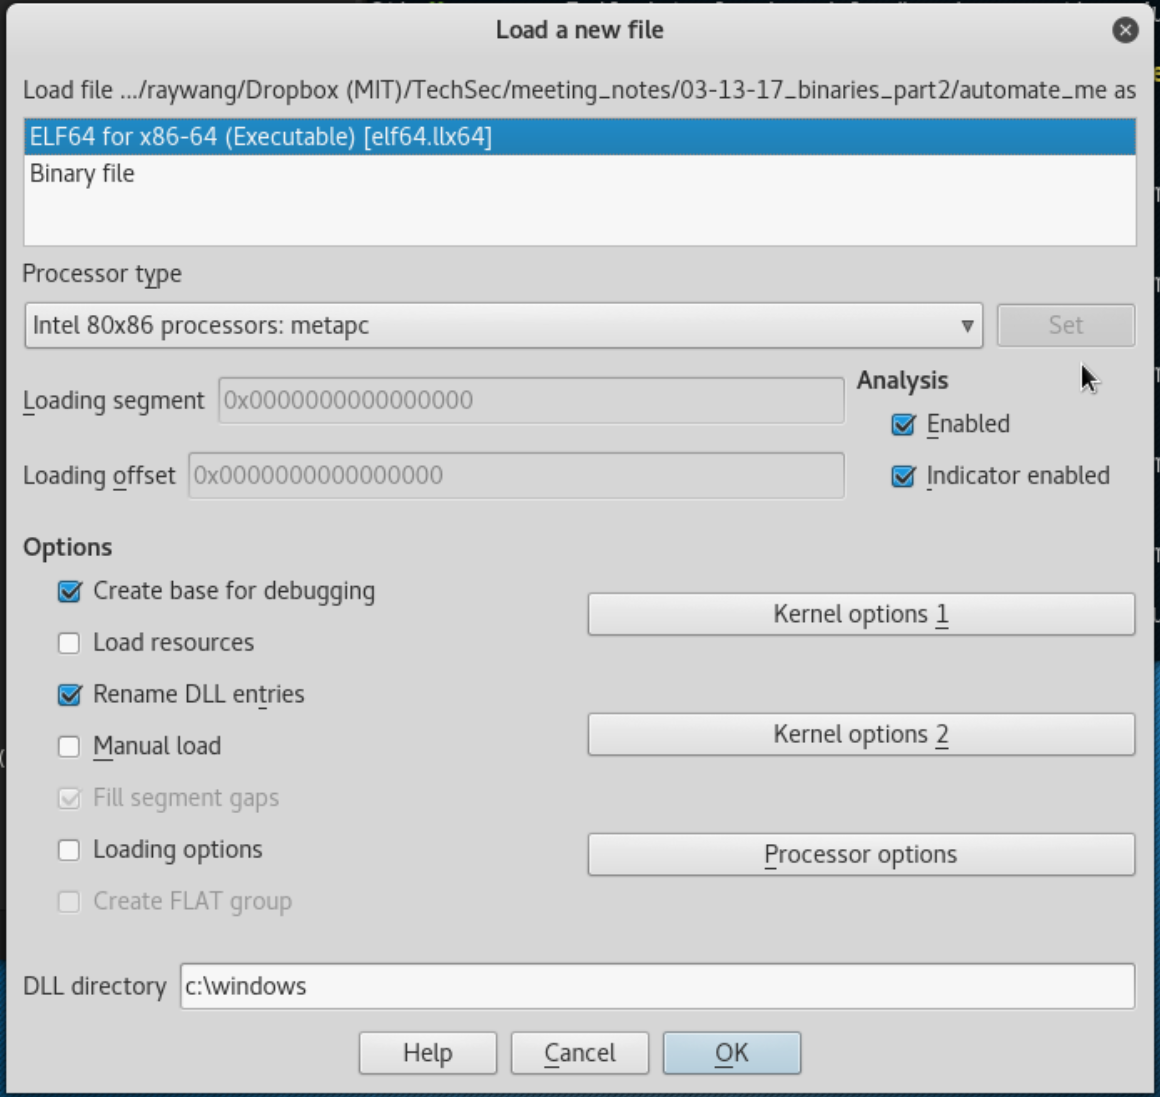 Load a new file
Load file .../raywang/Dropbox (MIT)/TechSec/meeting_notes/03-13-17_binaries_part2/automate_me as
ELF64 for x86-64 (Executable) [elf64.llx64]
Binary file
Processor type
Intel 80x86 processors: metapc
Set
Loading segment 0x0000000000000000
Loading offset 0x0000000000000000
Analysis
Enabled
Indicator enabled
Options
Create base for debugging
Load resources
Rename DLL entries
Manual load
Fill segment gaps
Loading options
Create FLAT group
Kernel options 1
Kernel options 2
Processor options
DLL directory c:\windows
Help Cancel OK